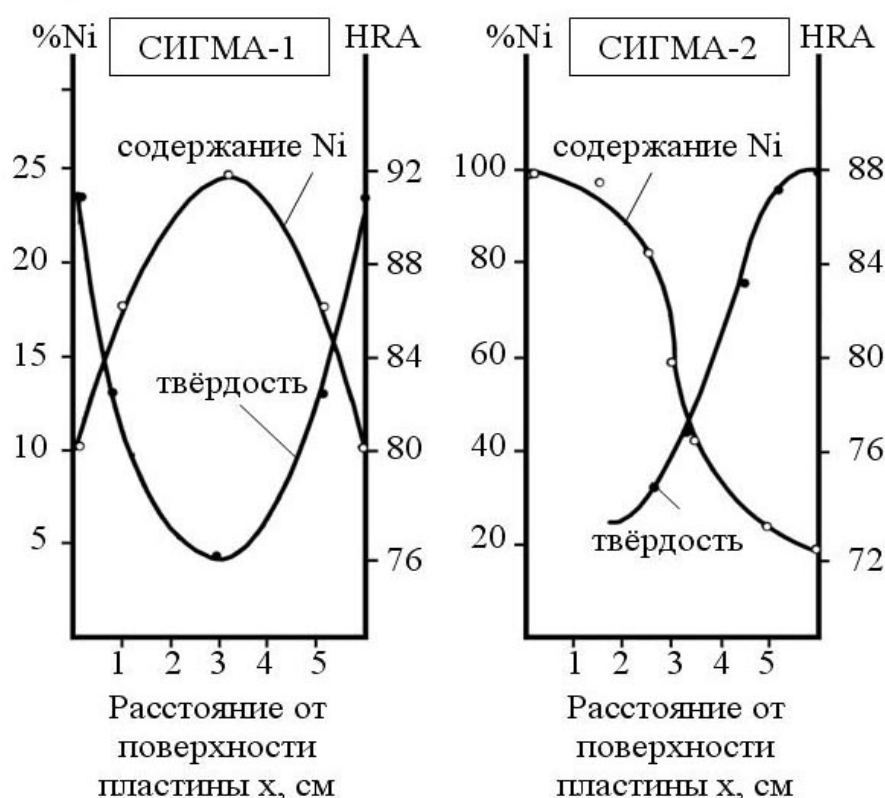 %Ni СИГМА-1 HRA
содержание Ni
25
20
15
10
5
92
88
84
80
76
твёрдость
1 2 3 4 5
Расстояние от
поверхности
пластины x, см
%Ni СИГМА-2 HRA
содержание Ni
100
80
60
40
20
88
84
80
76
72
твёрдость
1 2 3 4 5
Расстояние от
поверхности
пластины x, см